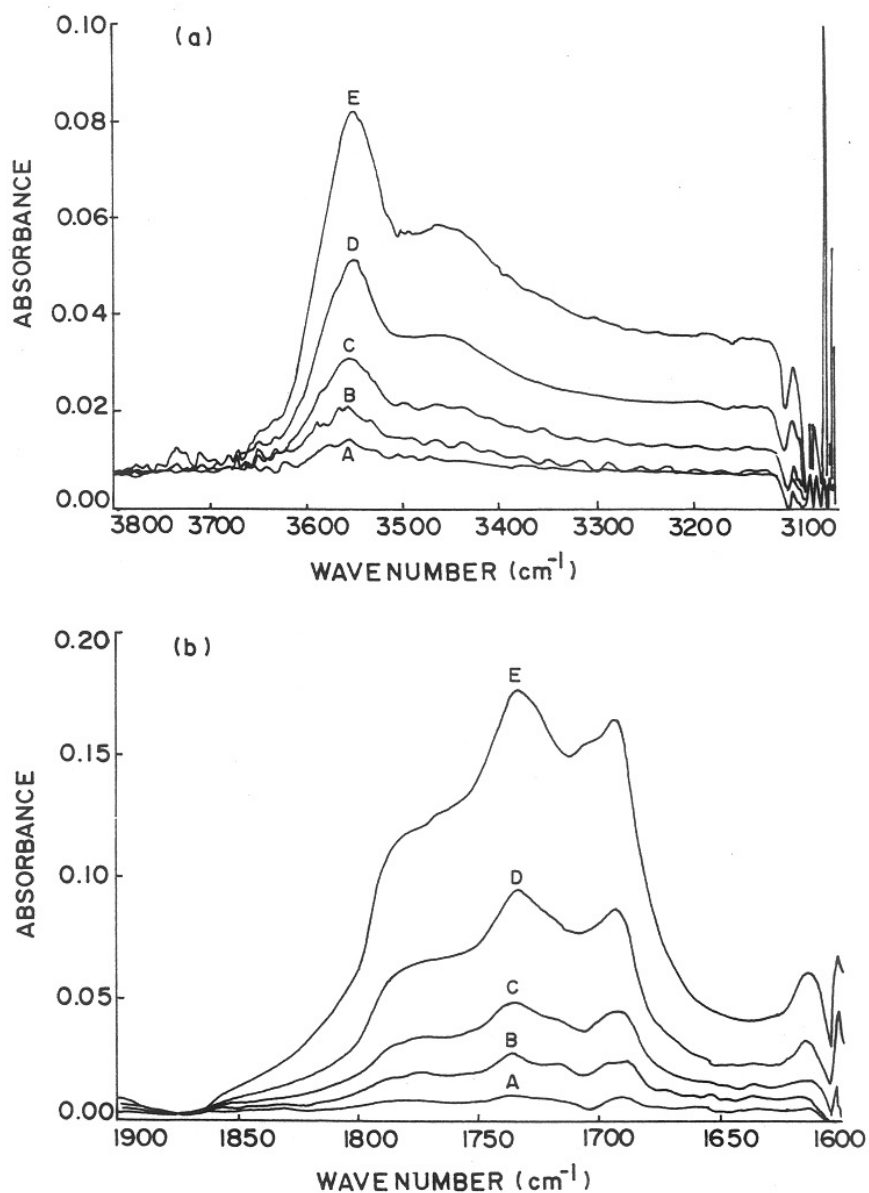 (a)
0.10
0.08
0.06
0.04
0.02
0.00
ABSORBANCE
E
D
C
B
A
3800 3700 3600 3500 3400 3300 3200 3100
WAVENUMBER (cm⁻¹)
(b)
0.20
0.15
0.10
0.05
0.00
ABSORBANCE
E
D
C
B
A
1900 1850 1800 1750 1700 1650 1600
WAVENUMBER (cm⁻¹)